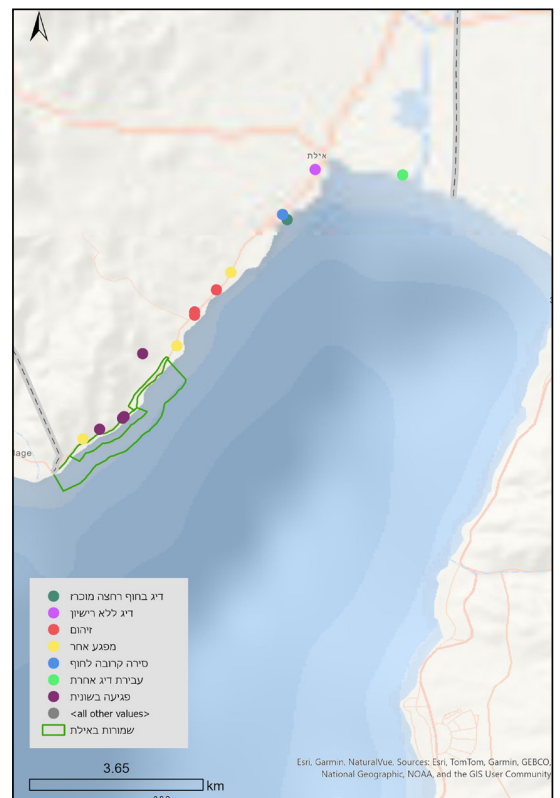 אילת
lage
דיג בחוף רחצה מוכרז
דיג ללא רישיון
זיהום
מפגע אחר
סירה קרובה לחוף
עבירת דיג אחרת
פגיעה בשונית
<all other values>
שמורות באילת
Esri, Garmin, NaturalVue, Sources: Esri, TomTom, Garmin, GEBCO,
National Geographic, NOAA, and the GIS User Community
3.65
km